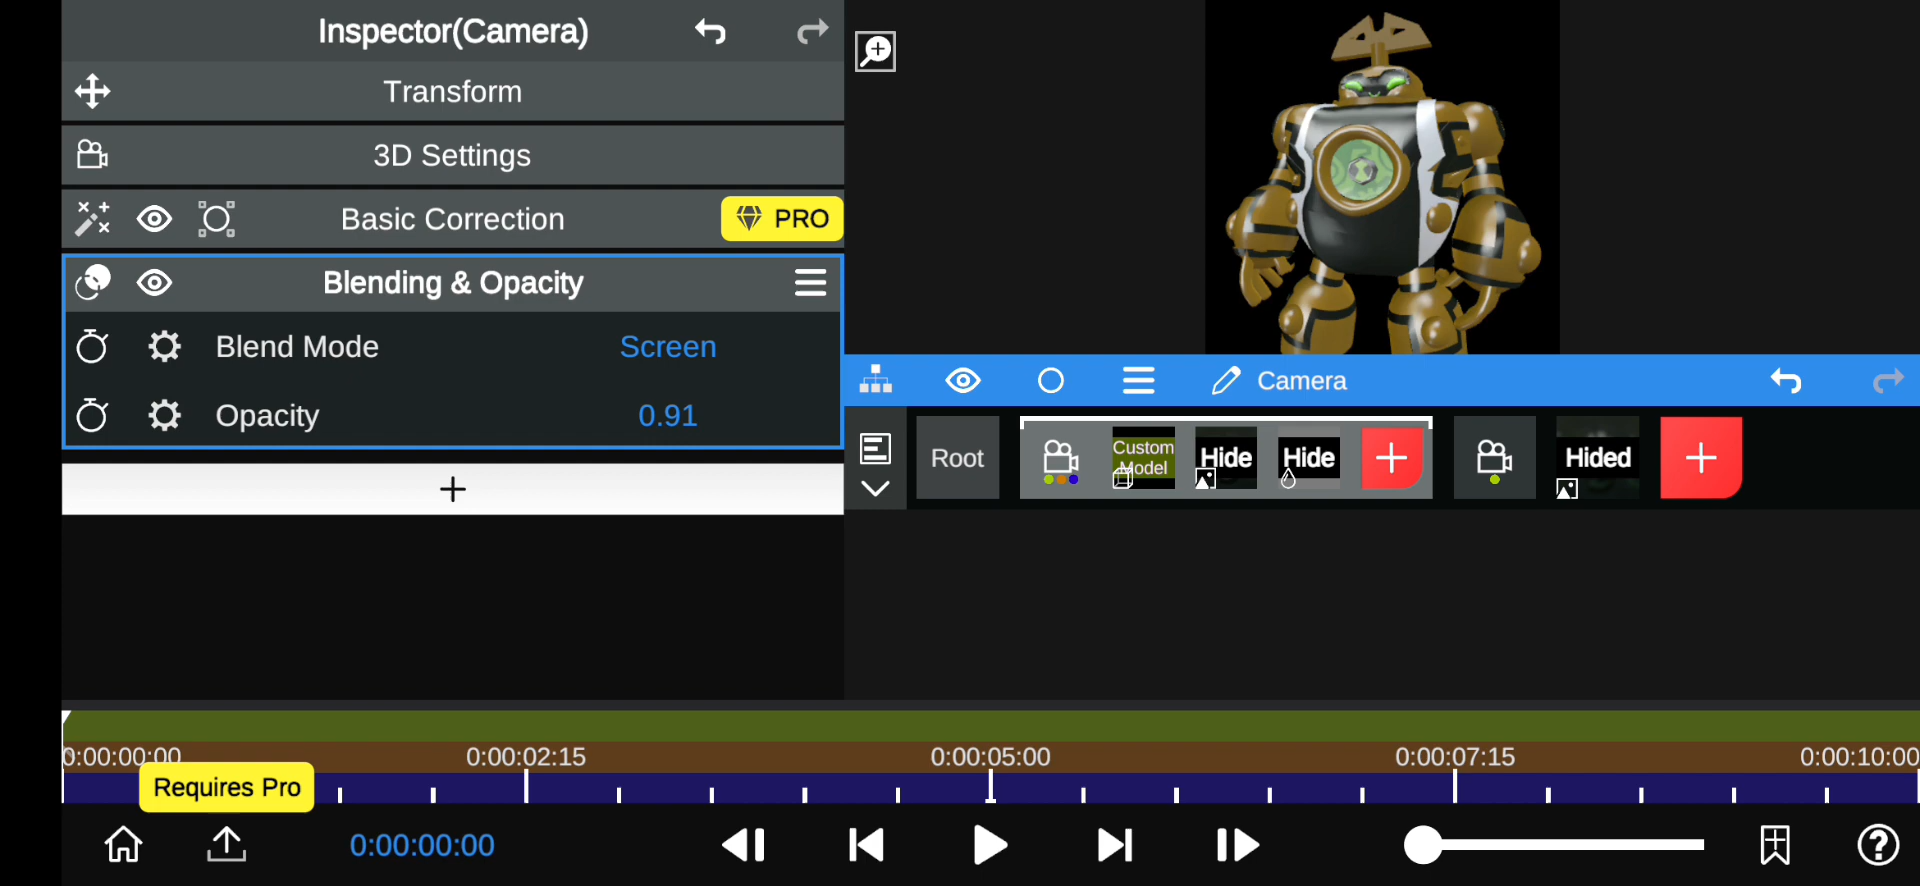 Inspector(Camera)
Transform
3D Settings
Basic Correction
PRO
Blending & Opacity
Blend Mode
Screen
Opacity
0.91
+
Camera
Root
Custom
Model
Hide
Hide
Hided
0:00:00:00
0:00:02:15
0:00:05:00
0:00:07:15
0:00:10:00
Requires Pro
0:00:00:00